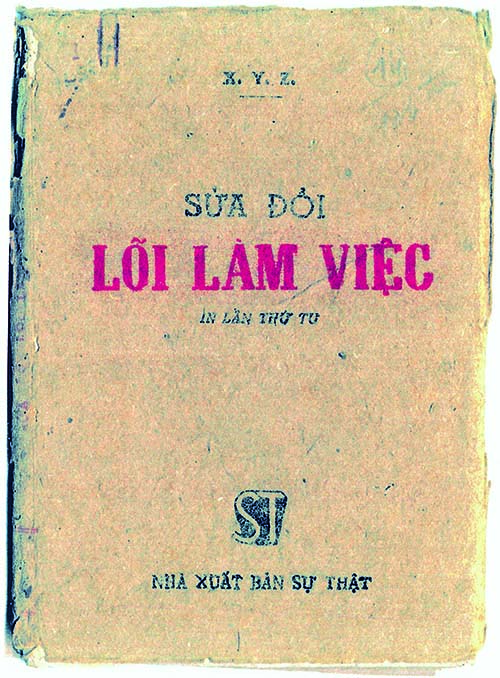 X. Y. Z.
SỬA ĐỔI
LỐI LÀM VIỆC
IN LẦN THỨ TƯ
ST
NHÀ XUẤT BẢN SỰ THẬT